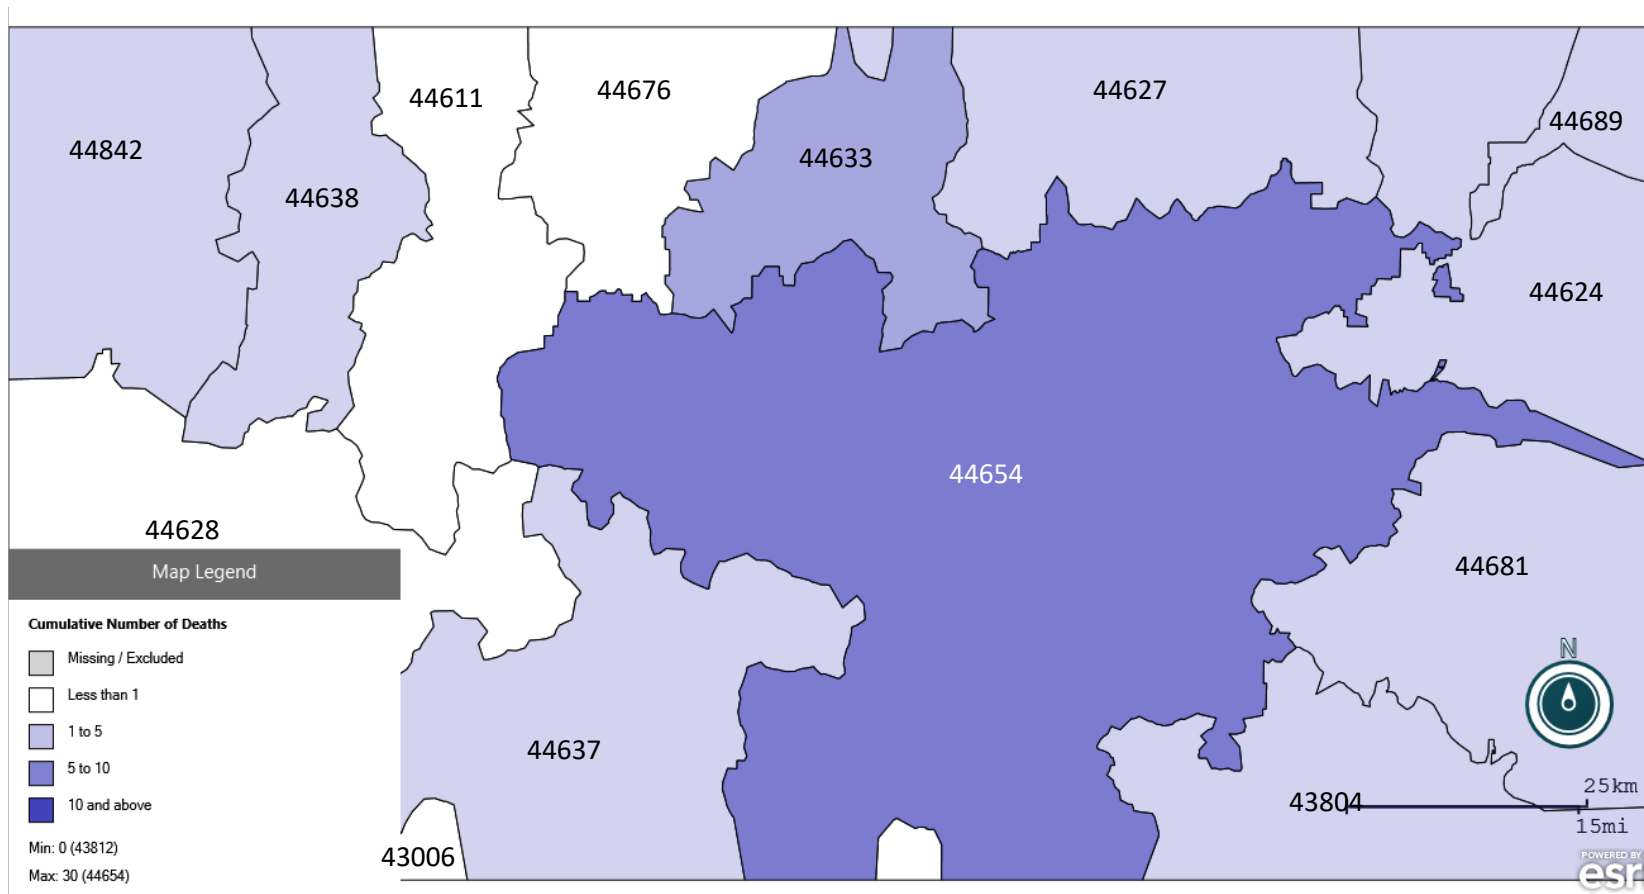 44611
44676
44627
44689
44842
44633
44638
44624
44654
44628
44681
Map Legend
Cumulative Number of Deaths
Missing / Excluded
Less than 1
1 to 5
5 to 10
10 and above
Min: 0 (43812)
Max: 30 (44654)
N
44637
25km
43804
15mi
43006
POWERED BY
esri